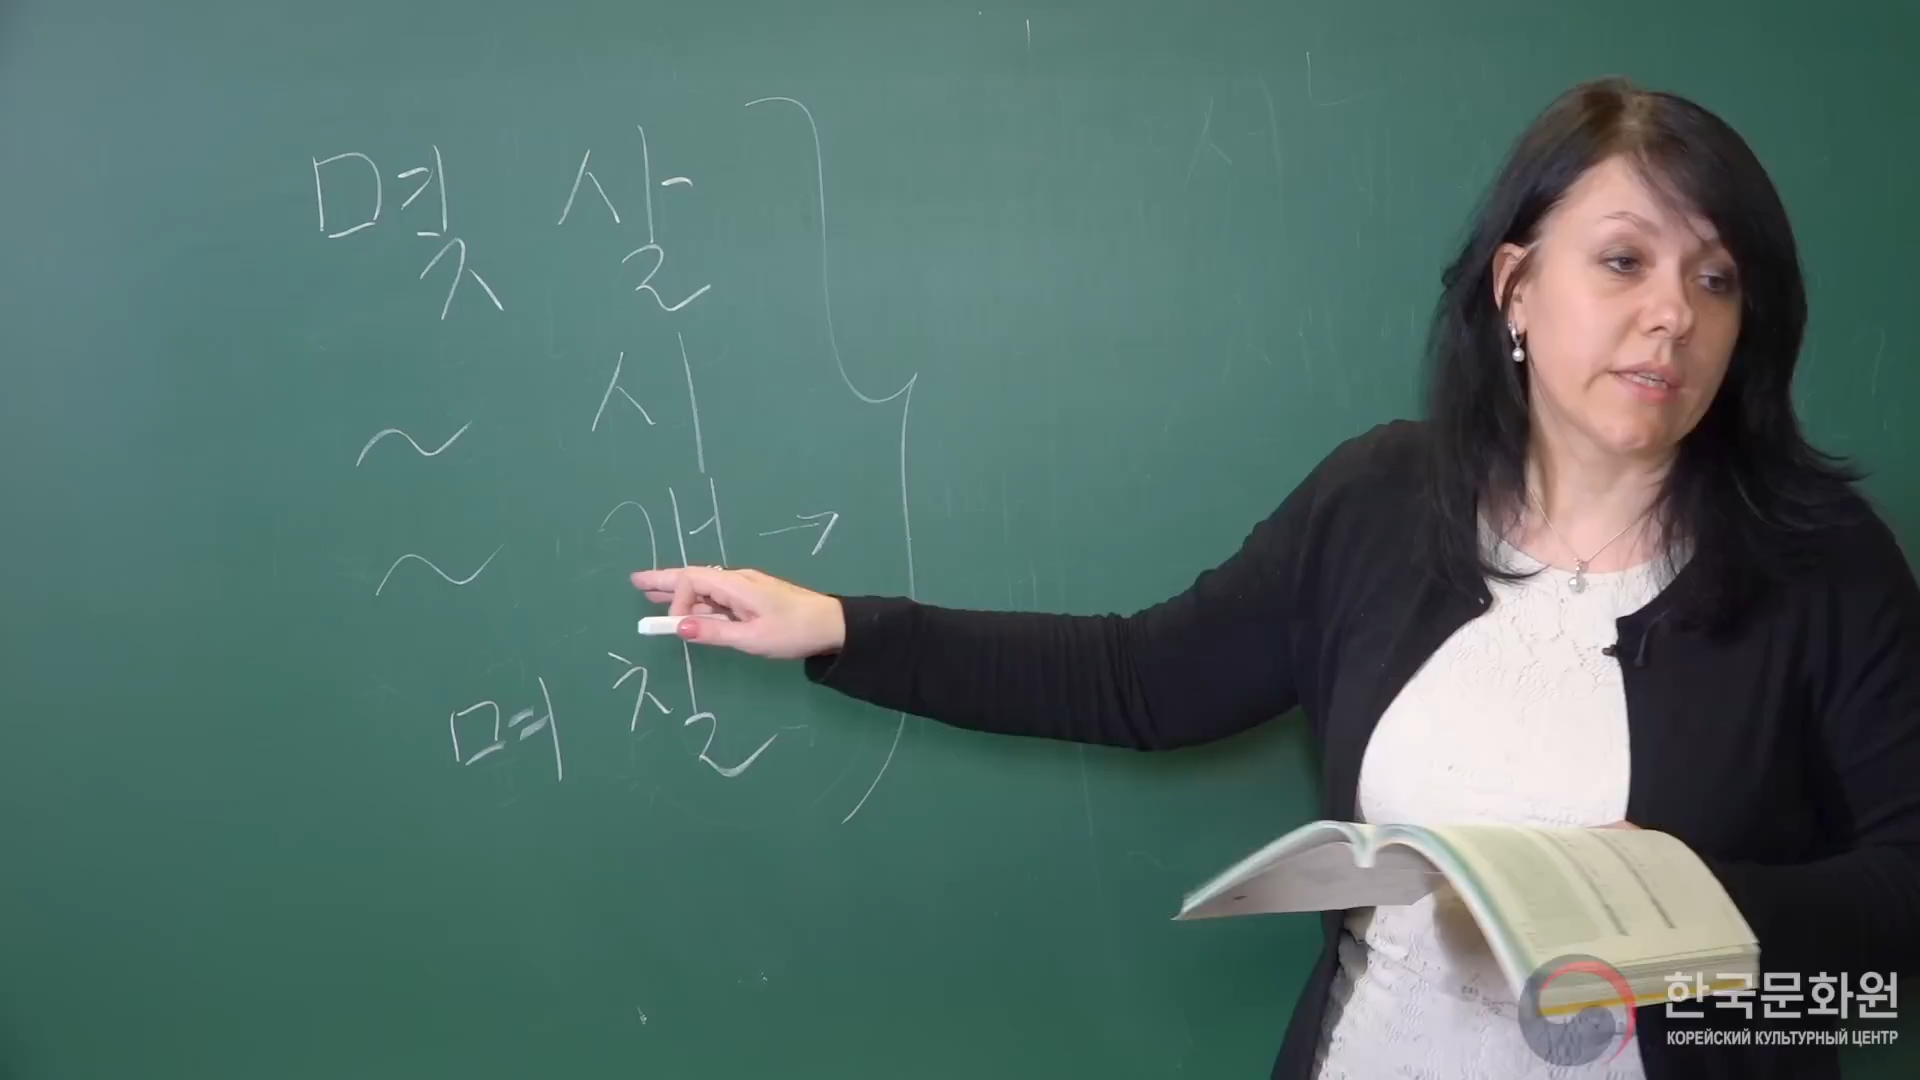 몇 살
~ 시
~ 개 →
며칠
한국문화원
КОРЕЙСКИЙ КУЛЬТУРНЫЙ ЦЕНТР